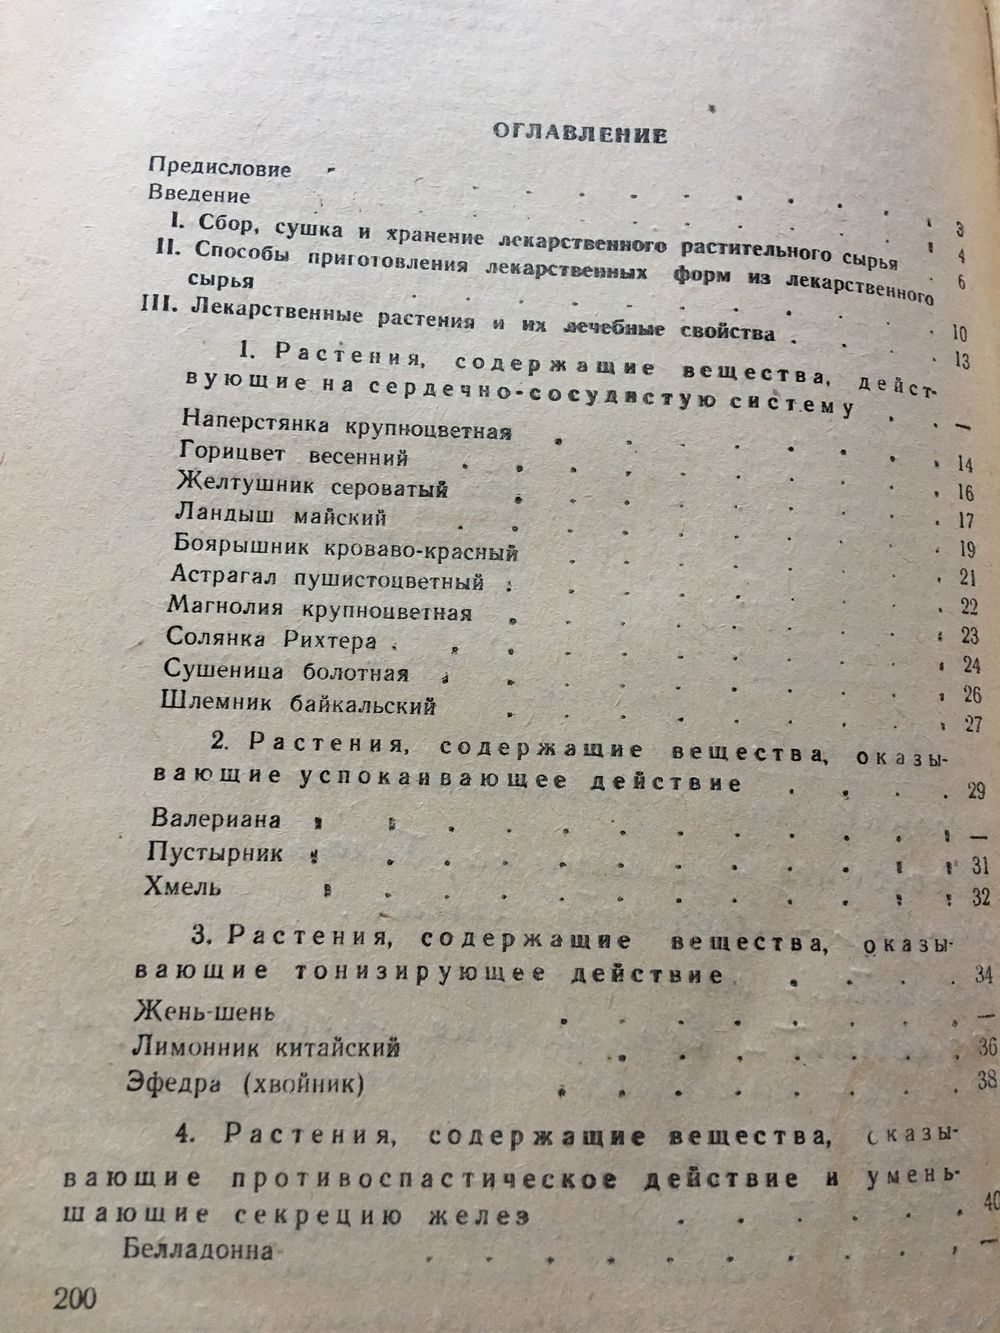 ОГЛАВЛЕНИЕ
Предисловие . . . . . . . . . 3
Введение . . . . . . . . . 4
I. Сбор, сушка и хранение лекарственного растительного сырья . 6
II. Способы приготовления лекарственных форм из лекарственного
сырья . . . . . . . . . 10
III. Лекарственные растения и их лечебные свойства . . . . 13
1. Растения, содержащие вещества, дейст-
вующие на сердечно-сосудистую систему . . —
Наперстянка крупноцветная . . . . . . 14
Горицвет весенний . . . . . . . . 16
Желтушник сероватый . . . . . . . 17
Ландыш майский . . . . . . . . 19
Боярышник кроваво-красный . . . . . . 21
Астрагал пушистоцветный . . . . . . . 22
Магнолия крупноцветная . . . . . . . 23
Солянка Рихтера . . . . . . . . 24
Сушеница болотная . . . . . . . . 26
Шлемник байкальский . . . . . . . 27
2. Растения, содержащие вещества, оказы-
вающие успокаивающее действие . . . . 29
Валериана . . . . . . . . . . —
Пустырник . . . . . . . . . . 31
Хмель . . . . . . . . . . 32
3. Растения, содержащие вещества, оказы-
вающие тонизирующее действие . . . . 34
Жень-шень . . . . . . . . —
Лимонник китайский . . . . . . . 36
Эфедра (хвойник) . . . . . . . . 38
4. Растения, содержащие вещества, оказы-
вающие противоспастическое действие и умень-
шающие секрецию желез . . . . . . 40
Белладонна . . . . . . . . . . —
200